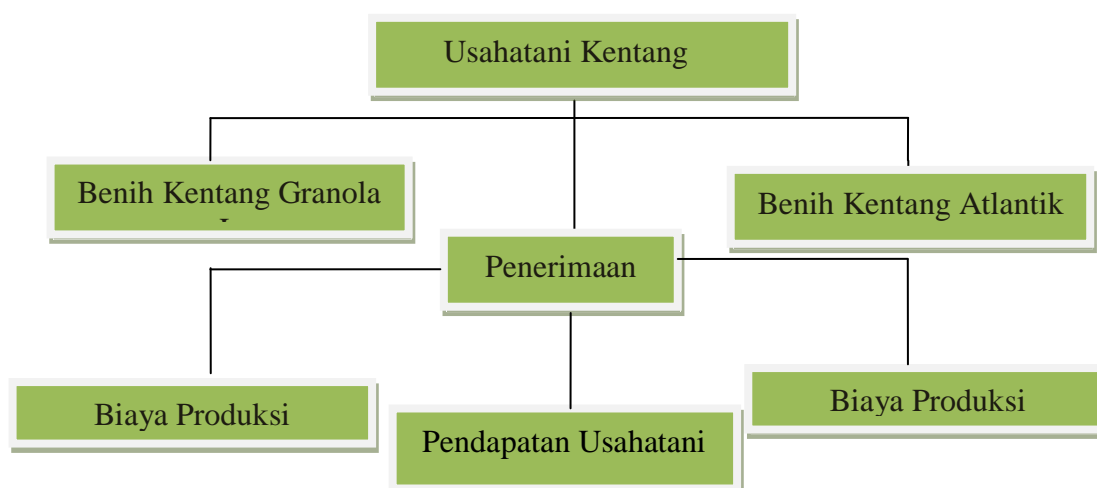 Usahatani Kentang
Benih Kentang Granola
Benih Kentang Atlantik
Penerimaan
Biaya Produksi
Biaya Produksi
Pendapatan Usahatani